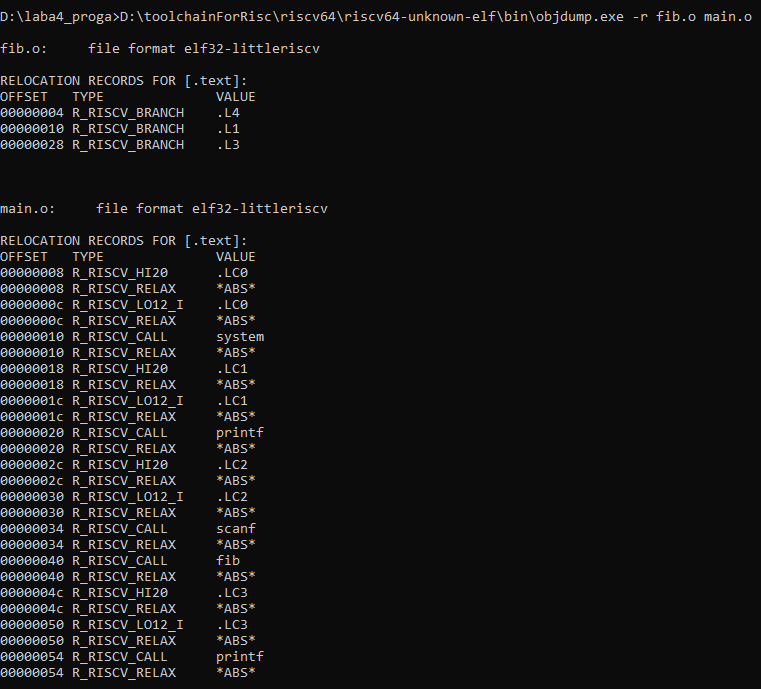 D:\laba4_proga>D:\toolchainForRisc\riscv64\riscv64-unknown-elf\bin\objdump.exe -r fib.o main.o
fib.o:     file format elf32-littleriscv
RELOCATION RECORDS FOR [.text]:
OFFSET   TYPE              VALUE
00000004 R_RISCV_BRANCH    .L4
00000010 R_RISCV_BRANCH    .L1
00000028 R_RISCV_BRANCH    .L3
main.o:     file format elf32-littleriscv
RELOCATION RECORDS FOR [.text]:
OFFSET   TYPE              VALUE
00000008 R_RISCV_HI20      .LC0
00000008 R_RISCV_RELAX     *ABS*
0000000c R_RISCV_LO12_I    .LC0
0000000c R_RISCV_RELAX     *ABS*
00000010 R_RISCV_CALL      system
00000010 R_RISCV_RELAX     *ABS*
00000018 R_RISCV_HI20      .LC1
00000018 R_RISCV_RELAX     *ABS*
0000001c R_RISCV_LO12_I    .LC1
0000001c R_RISCV_RELAX     *ABS*
00000020 R_RISCV_CALL      printf
00000020 R_RISCV_RELAX     *ABS*
0000002c R_RISCV_HI20      .LC2
0000002c R_RISCV_RELAX     *ABS*
00000030 R_RISCV_LO12_I    .LC2
00000030 R_RISCV_RELAX     *ABS*
00000034 R_RISCV_CALL      scanf
00000034 R_RISCV_RELAX     *ABS*
00000040 R_RISCV_CALL      fib
00000040 R_RISCV_RELAX     *ABS*
0000004c R_RISCV_HI20      .LC3
0000004c R_RISCV_RELAX     *ABS*
00000050 R_RISCV_LO12_I    .LC3
00000050 R_RISCV_RELAX     *ABS*
00000054 R_RISCV_CALL      printf
00000054 R_RISCV_RELAX     *ABS*